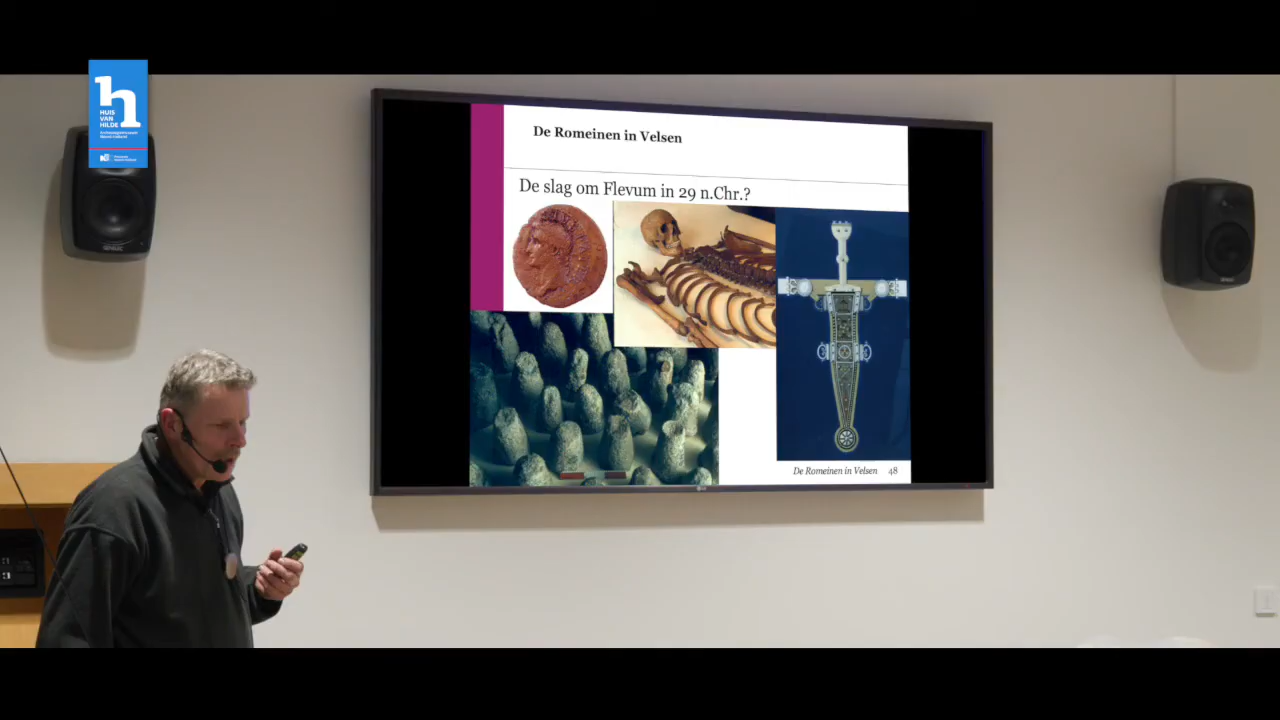 h
HUIS
VAN
HILDE
De Romeinen in Velsen
De slag om Flevum in 29 n.Chr.?
De Romeinen in Velsen 48